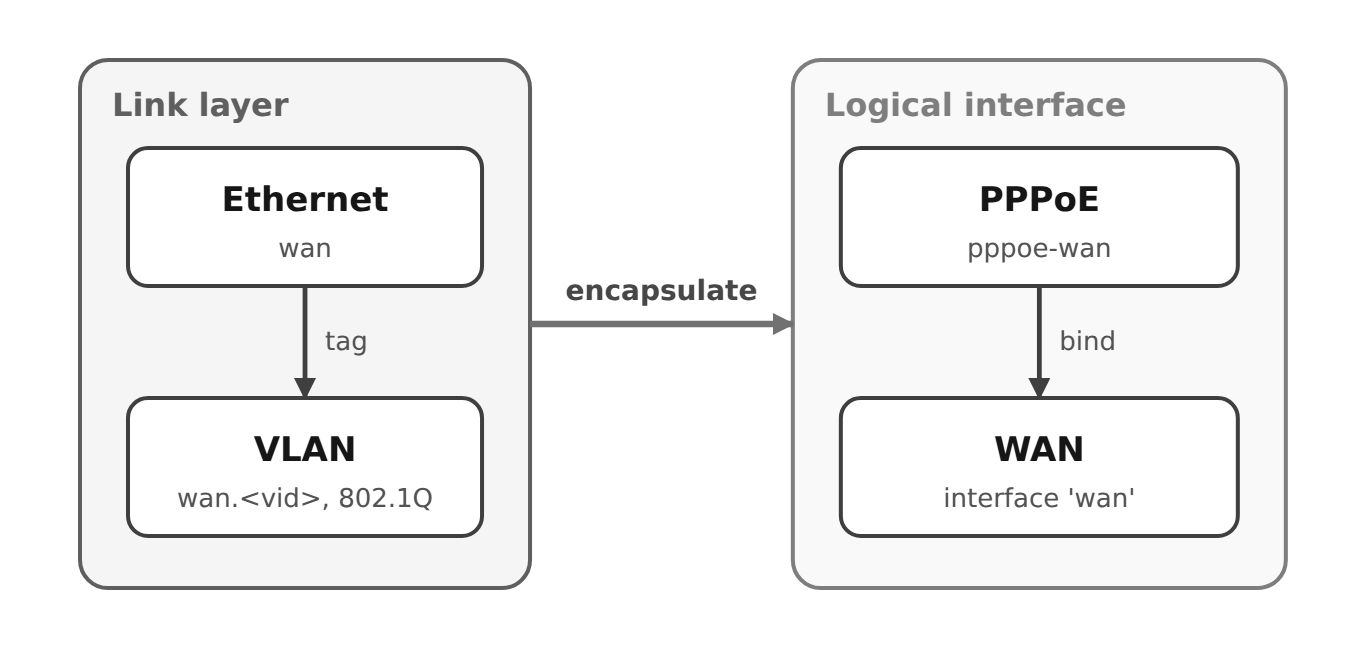 Link layer
Ethernet
wan
tag
VLAN
wan.<vid>, 802.1Q
encapsulate
Logical interface
PPPoE
pppoe-wan
bind
WAN
interface 'wan'